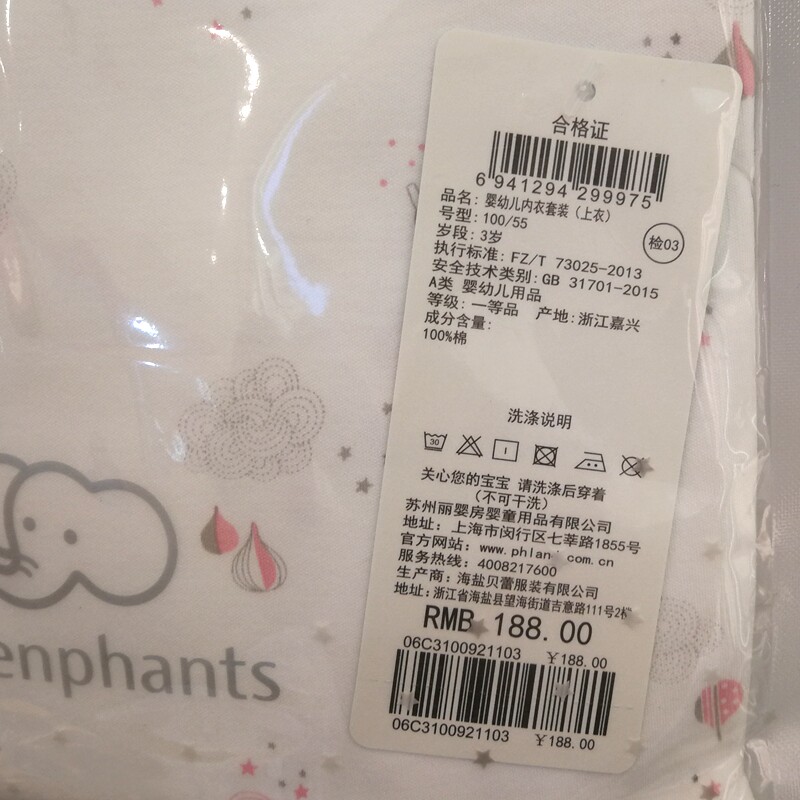 合格证
6 941294 299975
品名: 婴幼儿内衣套装（上衣）
号型: 100/55
岁段: 3岁
检03
执行标准: FZ/T 73025-2013
安全技术类别: GB 31701-2015
A类 婴幼儿用品
等级: 一等品 产地: 浙江嘉兴
成分含量:
100%棉
洗涤说明
30
关心您的宝宝 请洗涤后穿着
（不可干洗）
苏州丽婴房婴童用品有限公司
地址: 上海市闵行区七莘路1855号
官方网站: www.phland.com.cn
服务热线: 4008217600
生产商: 海盐贝蕾服装有限公司
地址: 浙江省海盐县望海街道吉意路111号2幢
RMB 188.00
06C3100921103 ￥188.00
06C3100921103 ￥188.00
enphants